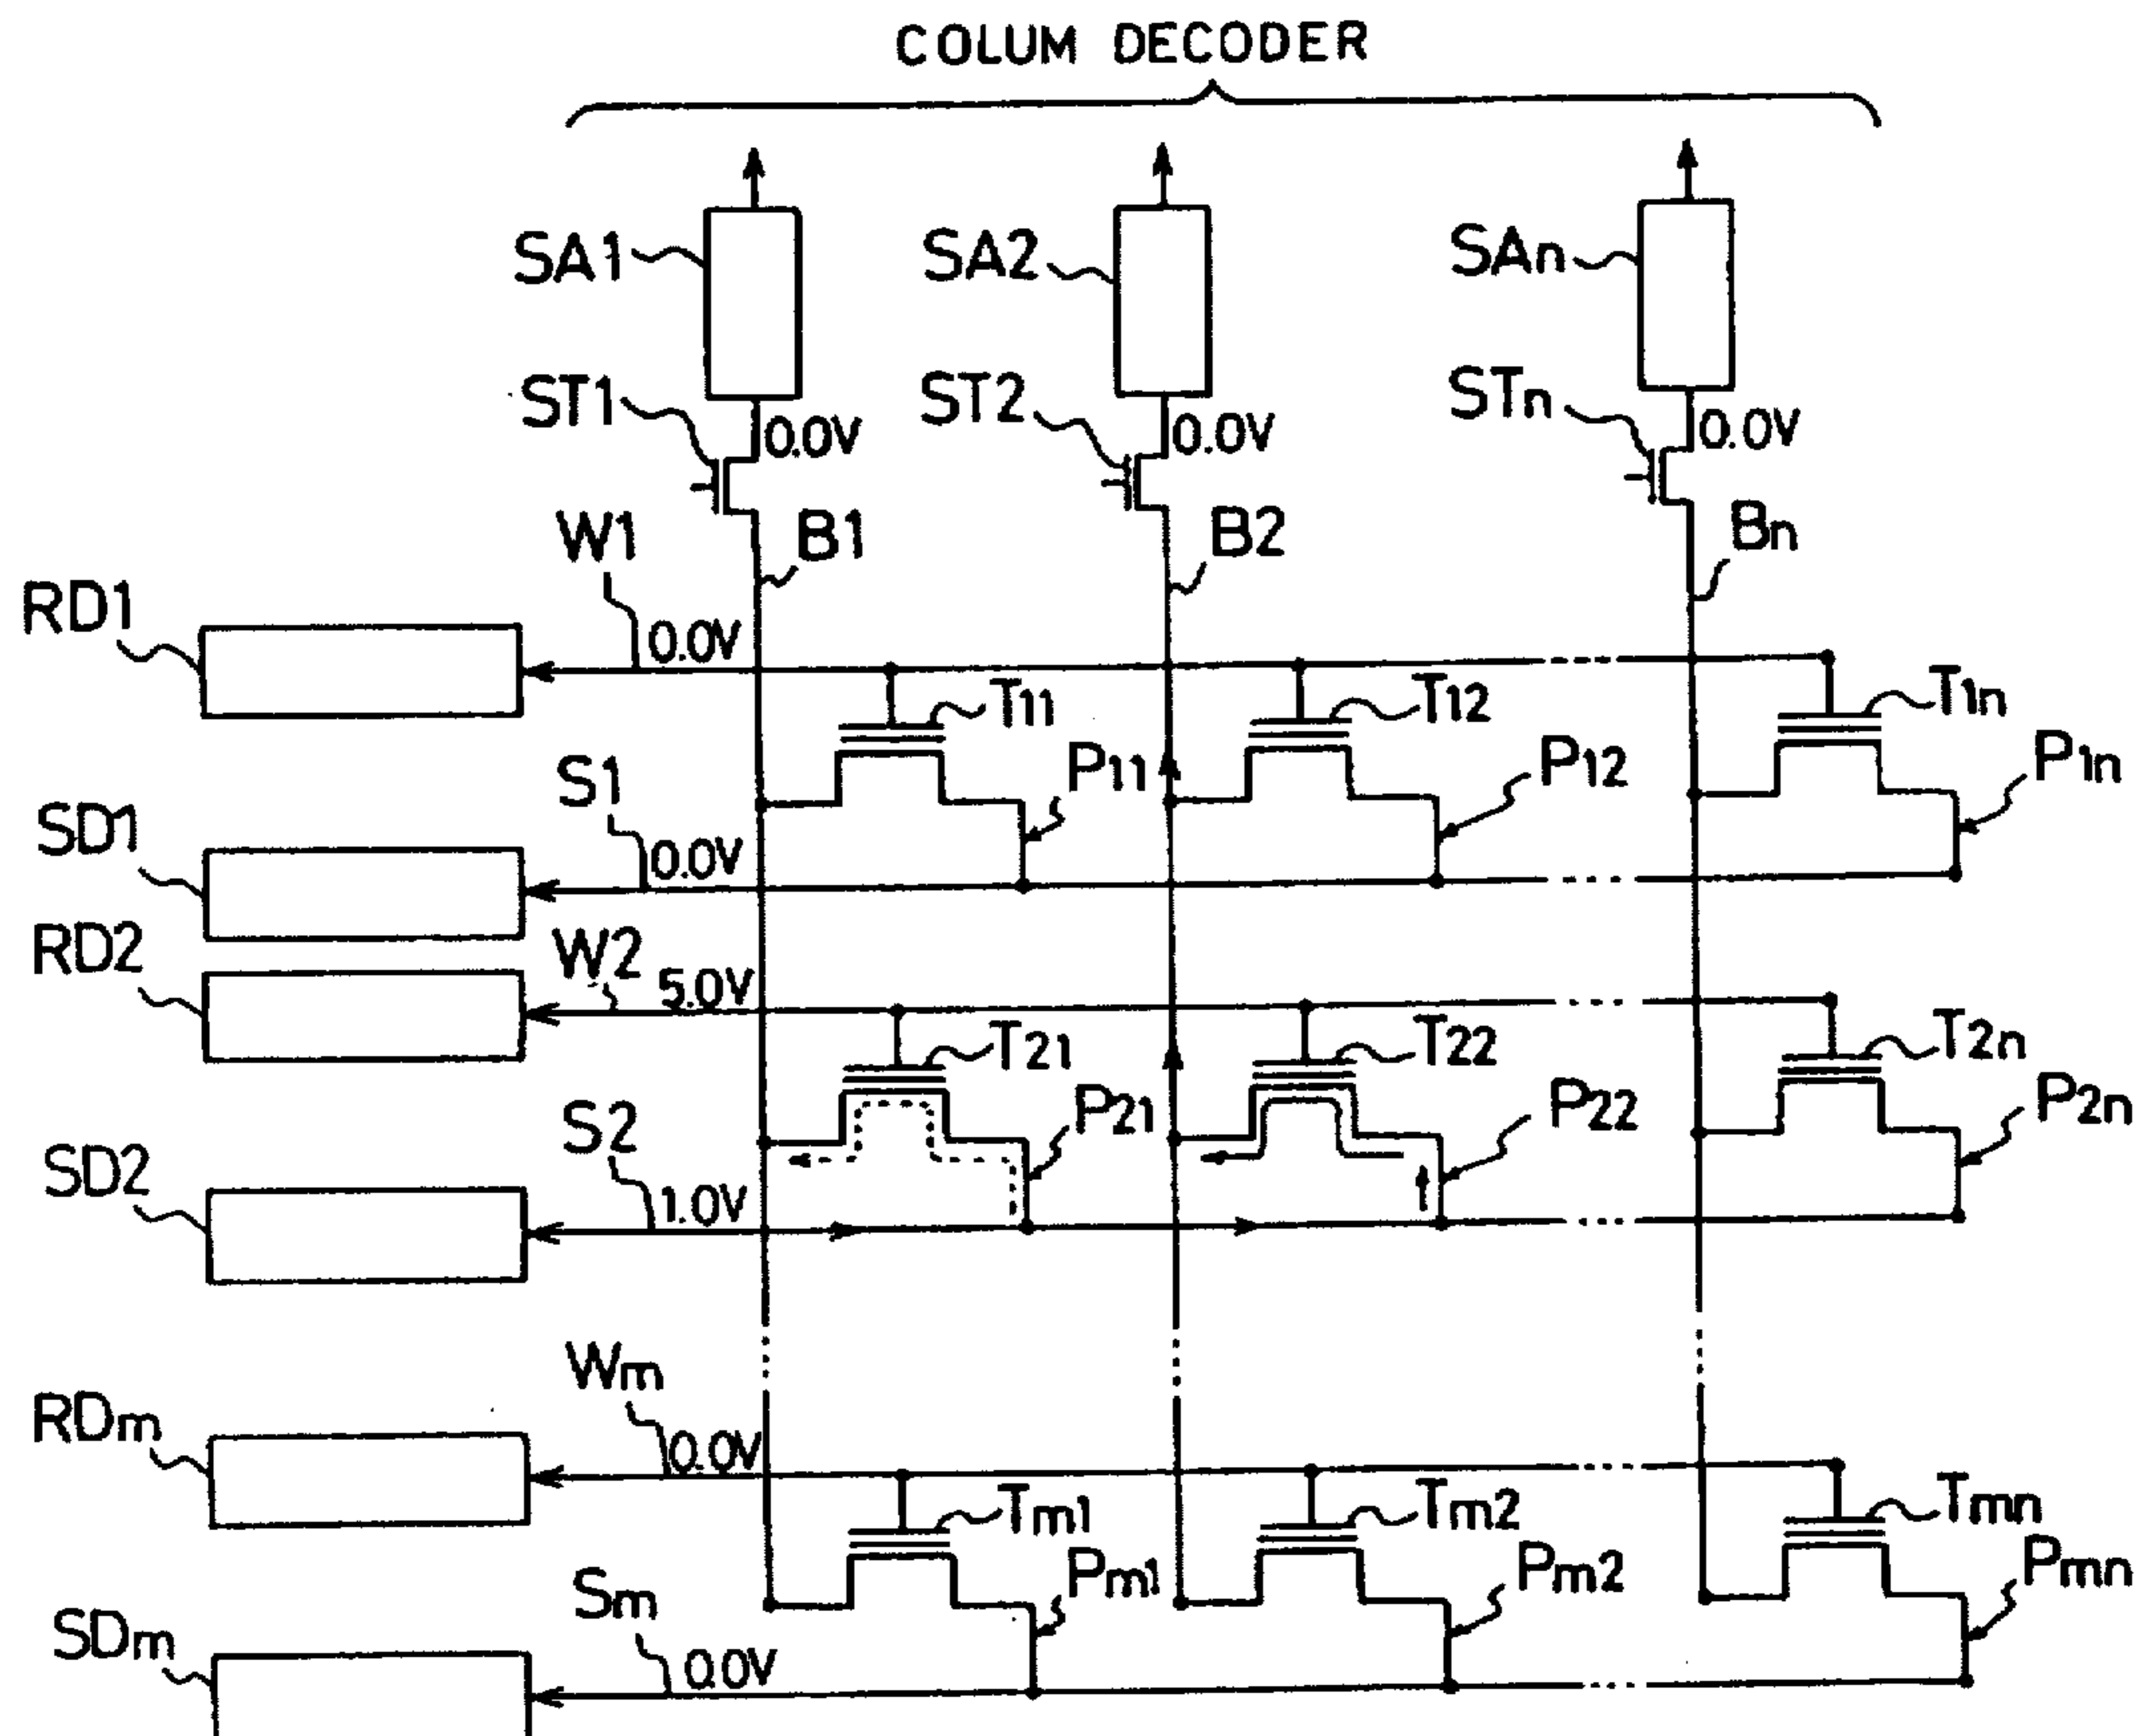 COLUM DECODER
SA1 SA2 SAn
ST1 0.0V ST2 0.0V STn 0.0V
W1 B1 B2 Bn
RD1 0.0V
T11 T12 T1n
S1 P11 P12 P1n
SD1 0.0V
RD2 W2 5.0V
T21 T22 T2n
S2 P21 P22 P2n
SD2 1.0V
Wm
RDm 0.0V
Tm1 Tm2 Tmn
Sm Pm1 Pm2 Pmn
SDm 0.0V